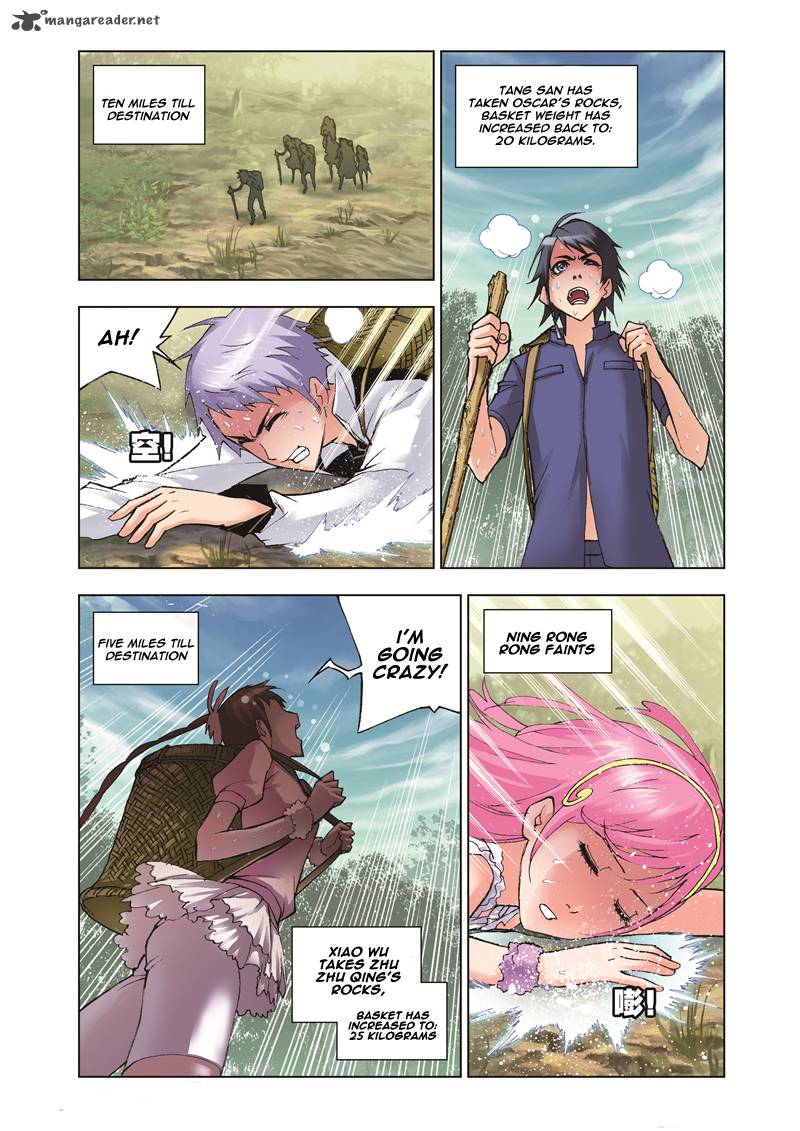 mangareader.net
TEN MILES TILL
DESTINATION
TANG SAN HAS
TAKEN OSCAR'S ROCKS,
BASKET WEIGHT HAS
INCREASED BACK TO:
20 KILOGRAMS.
AH!
FIVE MILES TILL
DESTINATION
I'M
GOING
CRAZY!
XIAO WU
TAKES ZHU
ZHU QING'S
ROCKS,
BASKET HAS
INCREASED TO:
25 KILOGRAMS
NING RONG
RONG FAINTS
嘭!